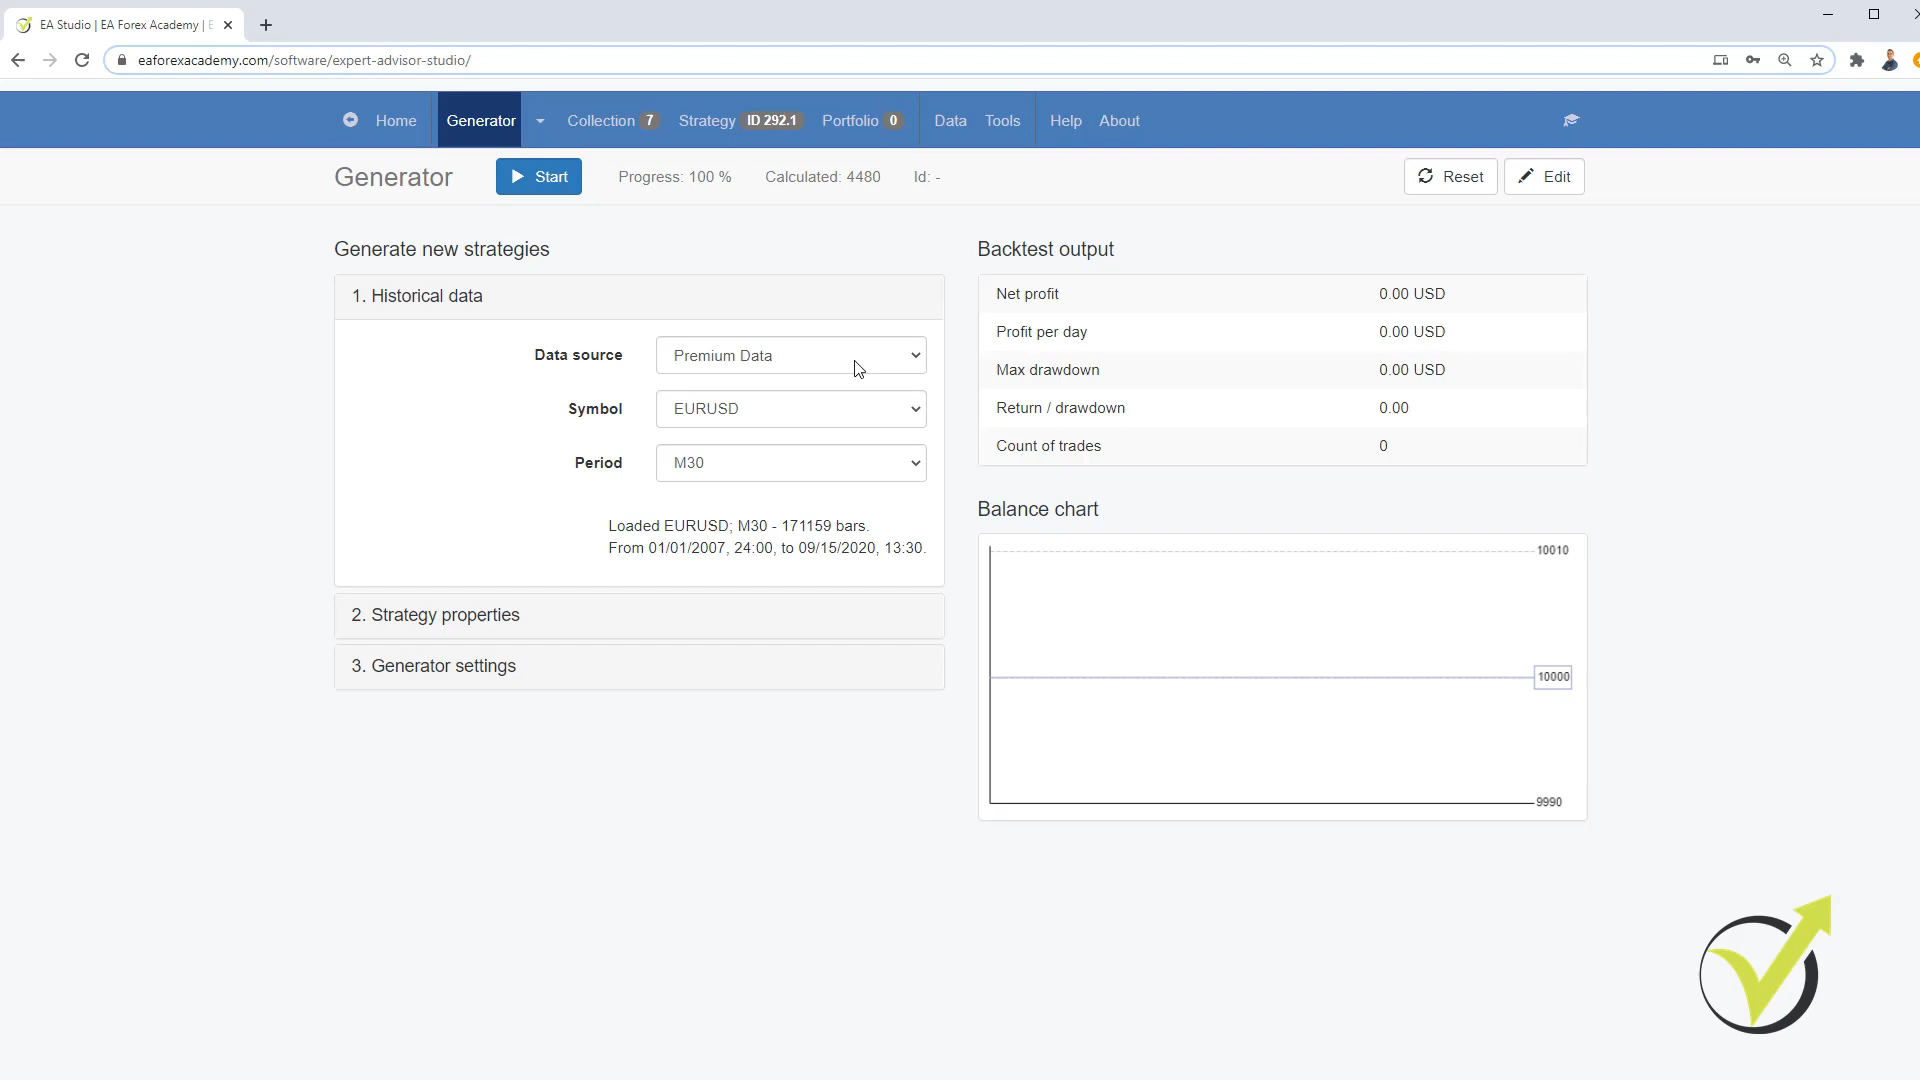 EA Studio | EA Forex Academy | E
eaforexacademy.com/software/expert-advisor-studio/
Home Generator Collection 7 Strategy ID 292.1 Portfolio 0 Data Tools Help About
Generator Start Progress: 100 % Calculated: 4480 Id: - Reset Edit
Generate new strategies
1. Historical data
Data source Premium Data
Symbol EURUSD
Period M30
Loaded EURUSD; M30 - 171159 bars.
From 01/01/2007, 24:00, to 09/15/2020, 13:30.
2. Strategy properties
3. Generator settings
Backtest output
Net profit 0.00 USD
Profit per day 0.00 USD
Max drawdown 0.00 USD
Return / drawdown 0.00
Count of trades 0
Balance chart
10010
10000
9990